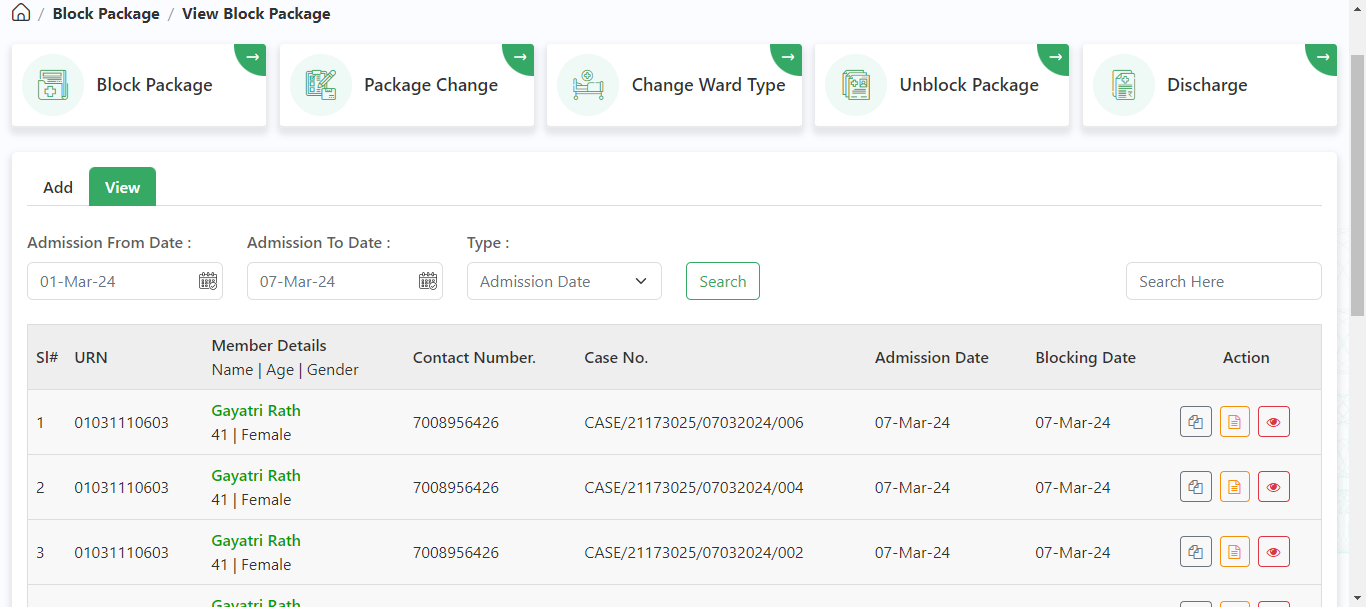 / Block Package / View Block Package
Block Package
Package Change
Change Ward Type
Unblock Package
Discharge
Add View
Admission From Date : Admission To Date : Type :
01-Mar-24 07-Mar-24 Admission Date Search Search Here
Sl# URN Member Details Name | Age | Gender Contact Number. Case No. Admission Date Blocking Date Action
1 01031110603 Gayatri Rath 41 | Female 7008956426 CASE/21173025/07032024/006 07-Mar-24 07-Mar-24
2 01031110603 Gayatri Rath 41 | Female 7008956426 CASE/21173025/07032024/004 07-Mar-24 07-Mar-24
3 01031110603 Gayatri Rath 41 | Female 7008956426 CASE/21173025/07032024/002 07-Mar-24 07-Mar-24
Gayatri Rath